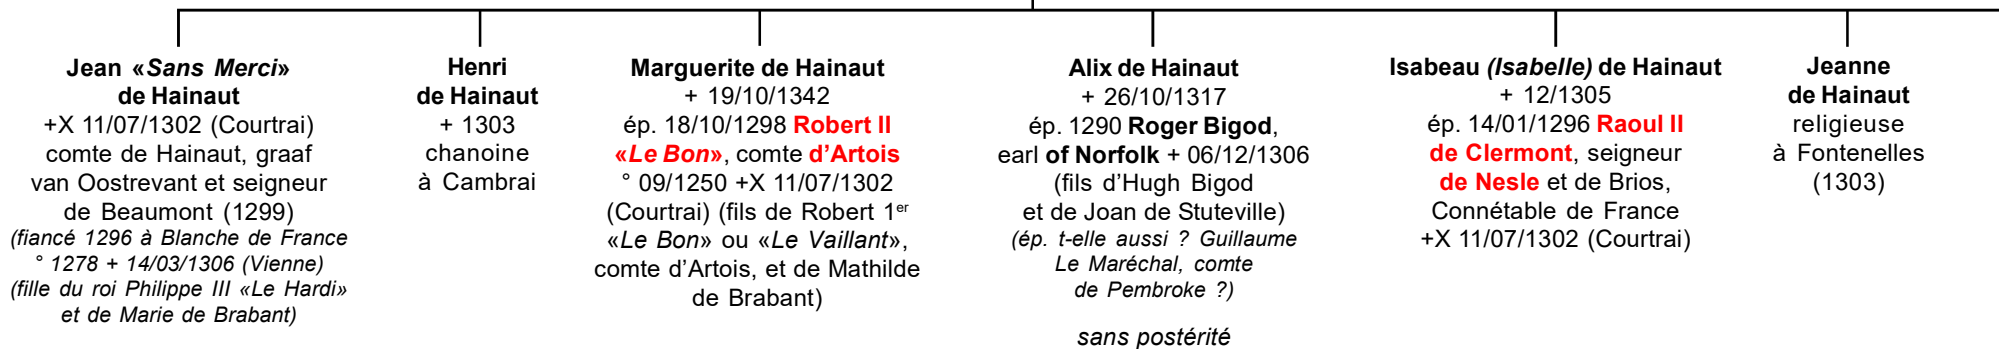 Jean «Sans Merci»
de Hainaut
+X 11/07/1302 (Courtrai)
comte de Hainaut, graaf
van Oostrevant et seigneur
de Beaumont (1299)
(fiancé 1296 à Blanche de France
° 1278 + 14/03/1306 (Vienne)
(fille du roi Philippe III «Le Hardi»
et de Marie de Brabant)
Henri
de Hainaut
+ 1303
chanoine
à Cambrai
Marguerite de Hainaut
+ 19/10/1342
ép. 18/10/1298 Robert II
«Le Bon», comte d’Artois
° 09/1250 +X 11/07/1302
(Courtrai) (fils de Robert 1er
«Le Bon» ou «Le Vaillant»,
comte d’Artois, et de Mathilde
de Brabant)
Alix de Hainaut
+ 26/10/1317
ép. 1290 Roger Bigod,
earl of Norfolk + 06/12/1306
(fils d’Hugh Bigod
et de Joan de Stuteville)
(ép. t-elle aussi ? Guillaume
Le Maréchal, comte
de Pembroke ?)
sans postérité
Isabeau (Isabelle) de Hainaut
+ 12/1305
ép. 14/01/1296 Raoul II
de Clermont, seigneur
de Nesle et de Brios,
Connétable de France
+X 11/07/1302 (Courtrai)
Jeanne
de Hainaut
religieuse
à Fontenelles
(1303)